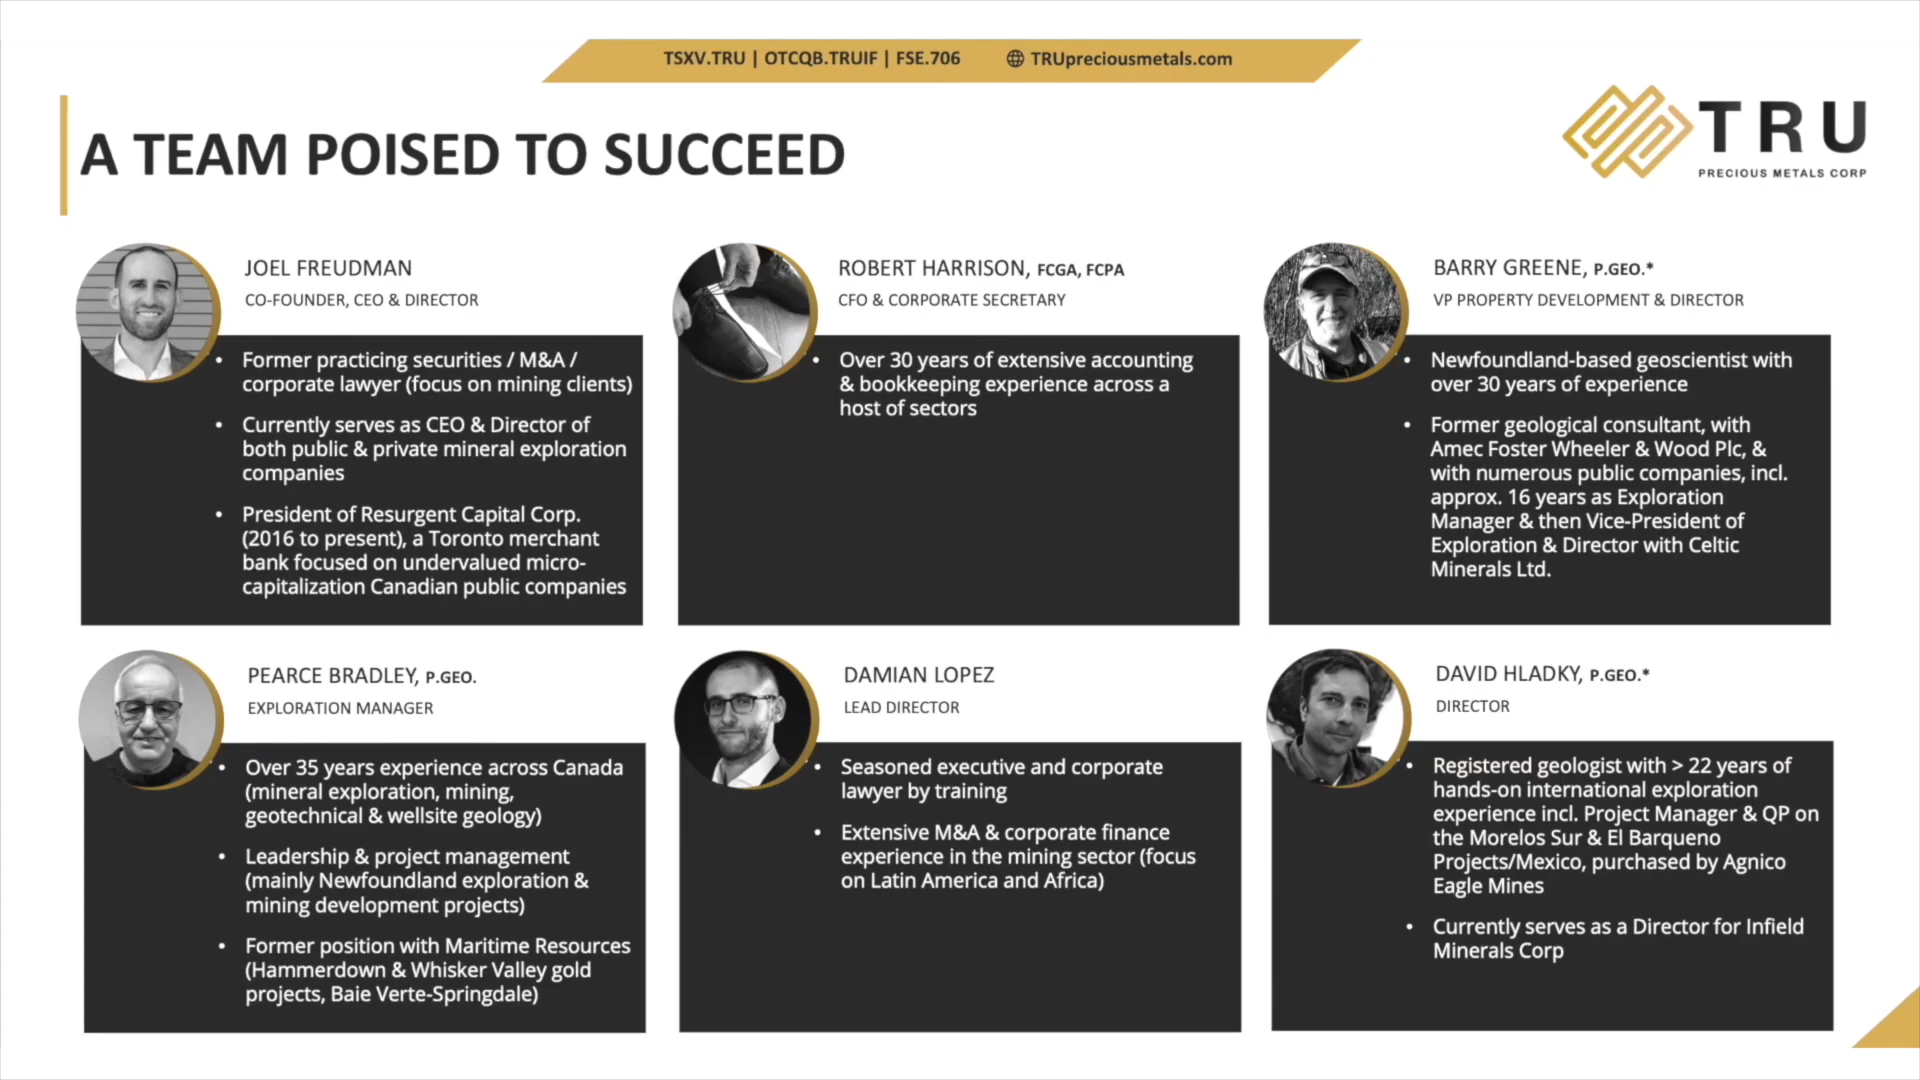 TSXV.TRU | OTCQB.TRUIF | FSE.706 TRUpreciousmetals.com
A TEAM POISED TO SUCCEED
TRU
PRECIOUS METALS CORP
JOEL FREUDMAN
CO-FOUNDER, CEO & DIRECTOR
• Former practicing securities / M&A /
corporate lawyer (focus on mining clients)
• Currently serves as CEO & Director of
both public & private mineral exploration
companies
• President of Resurgent Capital Corp.
(2016 to present), a Toronto merchant
bank focused on undervalued micro-
capitalization Canadian public companies
ROBERT HARRISON, FCGA, FCPA
CFO & CORPORATE SECRETARY
• Over 30 years of extensive accounting
& bookkeeping experience across a
host of sectors
BARRY GREENE, P.GEO.*
VP PROPERTY DEVELOPMENT & DIRECTOR
• Newfoundland-based geoscientist with
over 30 years of experience
• Former geological consultant, with
Amec Foster Wheeler & Wood Plc, &
with numerous public companies, incl.
approx. 16 years as Exploration
Manager & then Vice-President of
Exploration & Director with Celtic
Minerals Ltd.
PEARCE BRADLEY, P.GEO.
EXPLORATION MANAGER
• Over 35 years experience across Canada
(mineral exploration, mining,
geotechnical & wellsite geology)
• Leadership & project management
(mainly Newfoundland exploration &
mining development projects)
• Former position with Maritime Resources
(Hammerdown & Whisker Valley gold
projects, Baie Verte-Springdale)
DAMIAN LOPEZ
LEAD DIRECTOR
• Seasoned executive and corporate
lawyer by training
• Extensive M&A & corporate finance
experience in the mining sector (focus
on Latin America and Africa)
DAVID HLADKY, P.GEO.*
DIRECTOR
• Registered geologist with > 22 years of
hands-on international exploration
experience incl. Project Manager & QP on
the Morelos Sur & El Barqueno
Projects/Mexico, purchased by Agnico
Eagle Mines
• Currently serves as a Director for Infield
Minerals Corp